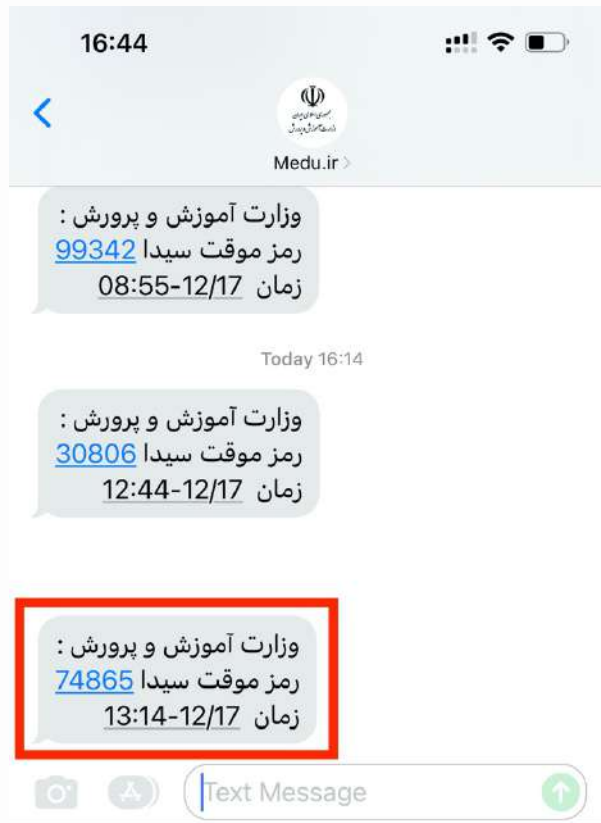 16:44
Medu.ir
وزارت آموزش و پرورش :
رمز موقت سیدا 99342
زمان 12/17-08:55
Today 16:14
وزارت آموزش و پرورش :
رمز موقت سیدا 30806
زمان 12/17-12:44
وزارت آموزش و پرورش :
رمز موقت سیدا 74865
زمان 12/17-13:14
Text Message